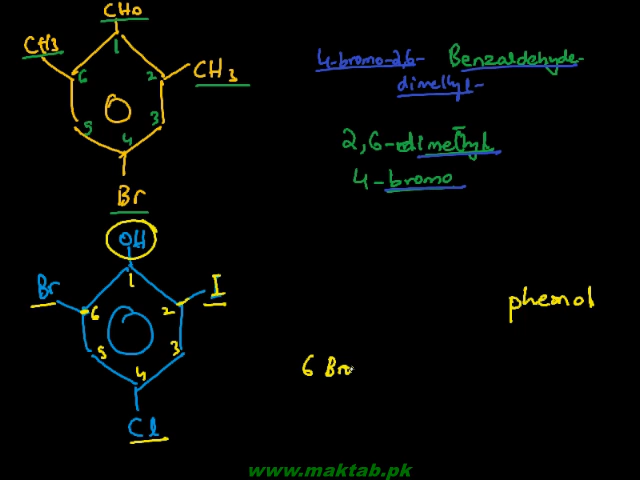 CHO
CH3
1
6
2
CH3
5
3
4
Br
4-bromo-2,6- Benzaldehyde-
dimethyl-
2,6-dimethyl
4-bromo
OH
Br
1
I
6
2
5
3
4
Cl
phenol
6 Bro
www.maktab.pk